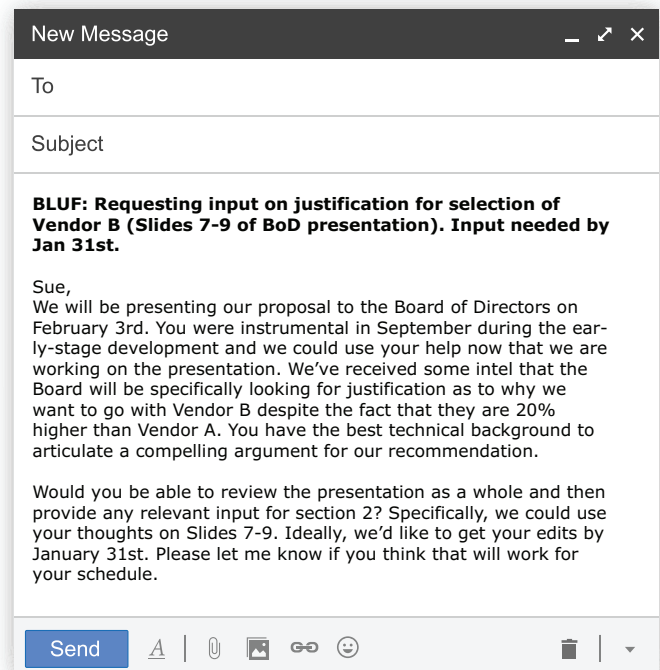 New Message
To
Subject
BLUF: Requesting input on justification for selection of
Vendor B (Slides 7-9 of BoD presentation). Input needed by
Jan 31st.
Sue,
We will be presenting our proposal to the Board of Directors on
February 3rd. You were instrumental in September during the ear-
ly-stage development and we could use your help now that we are
working on the presentation. We’ve received some intel that the
Board will be specifically looking for justification as to why we
want to go with Vendor B despite the fact that they are 20%
higher than Vendor A. You have the best technical background to
articulate a compelling argument for our recommendation.
Would you be able to review the presentation as a whole and then
provide any relevant input for section 2? Specifically, we could use
your thoughts on Slides 7-9. Ideally, we’d like to get your edits by
January 31st. Please let me know if you think that will work for
your schedule.
Send A